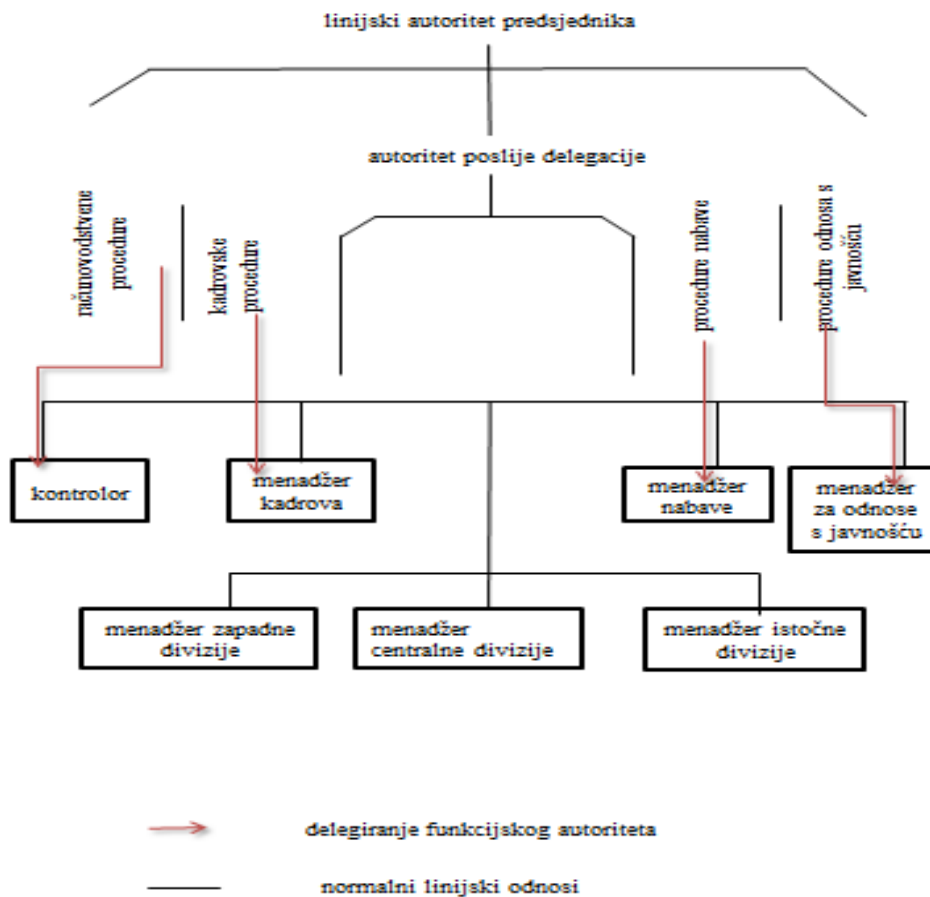 linijski autoritet predsjednika
autoritet poslije delegacije
računovodstvene
procedure
kadrovske
procedure
procedure nabave
procedure odnosa s
javnošću
kontrolor
menadžer
kadrova
menadžer
nabave
menadžer
za odnose
s javnošću
menadžer zapadne
divizije
menadžer
centralne divizije
menadžer istočne
divizije
delegiranje funkcijskog autoriteta
normalni linijski odnosi